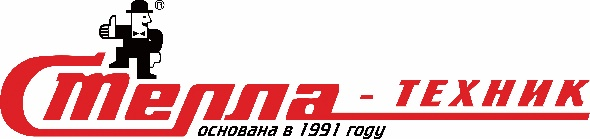 ®
Стелла - ТЕХНИК
основана в 1991 году